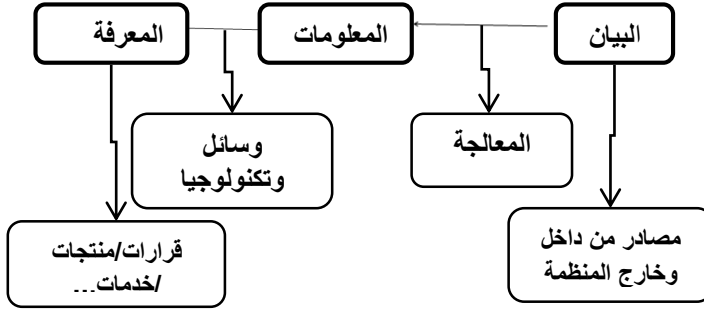 البيان
المعلومات
المعرفة
المعالجة
وسائل
وتكنولوجيا
مصادر من داخل
وخارج المنظمة
قرارات/منتجات
/خدمات...